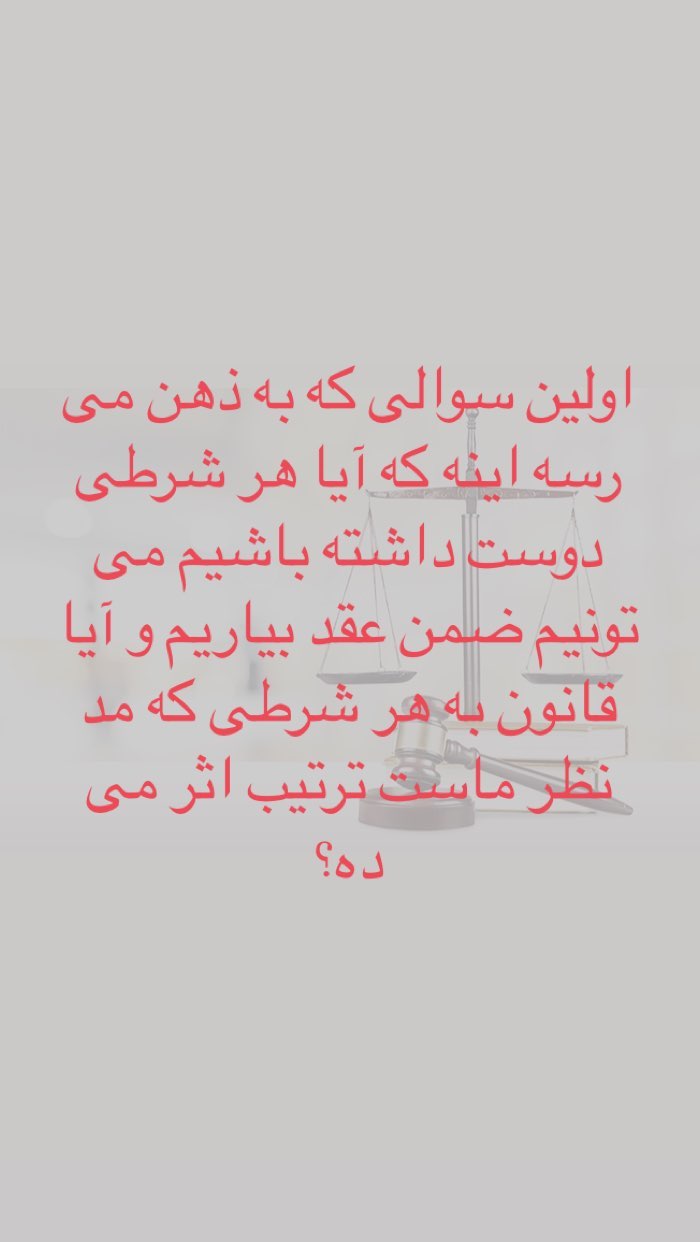 اولین سوالی که به ذهن می
رسه اینه که آیا هر شرطی
دوست داشته باشیم می
تونیم ضمن عقد بیاریم و آیا
قانون به هر شرطی که مد
نظر ماست ترتیب اثر می
ده؟